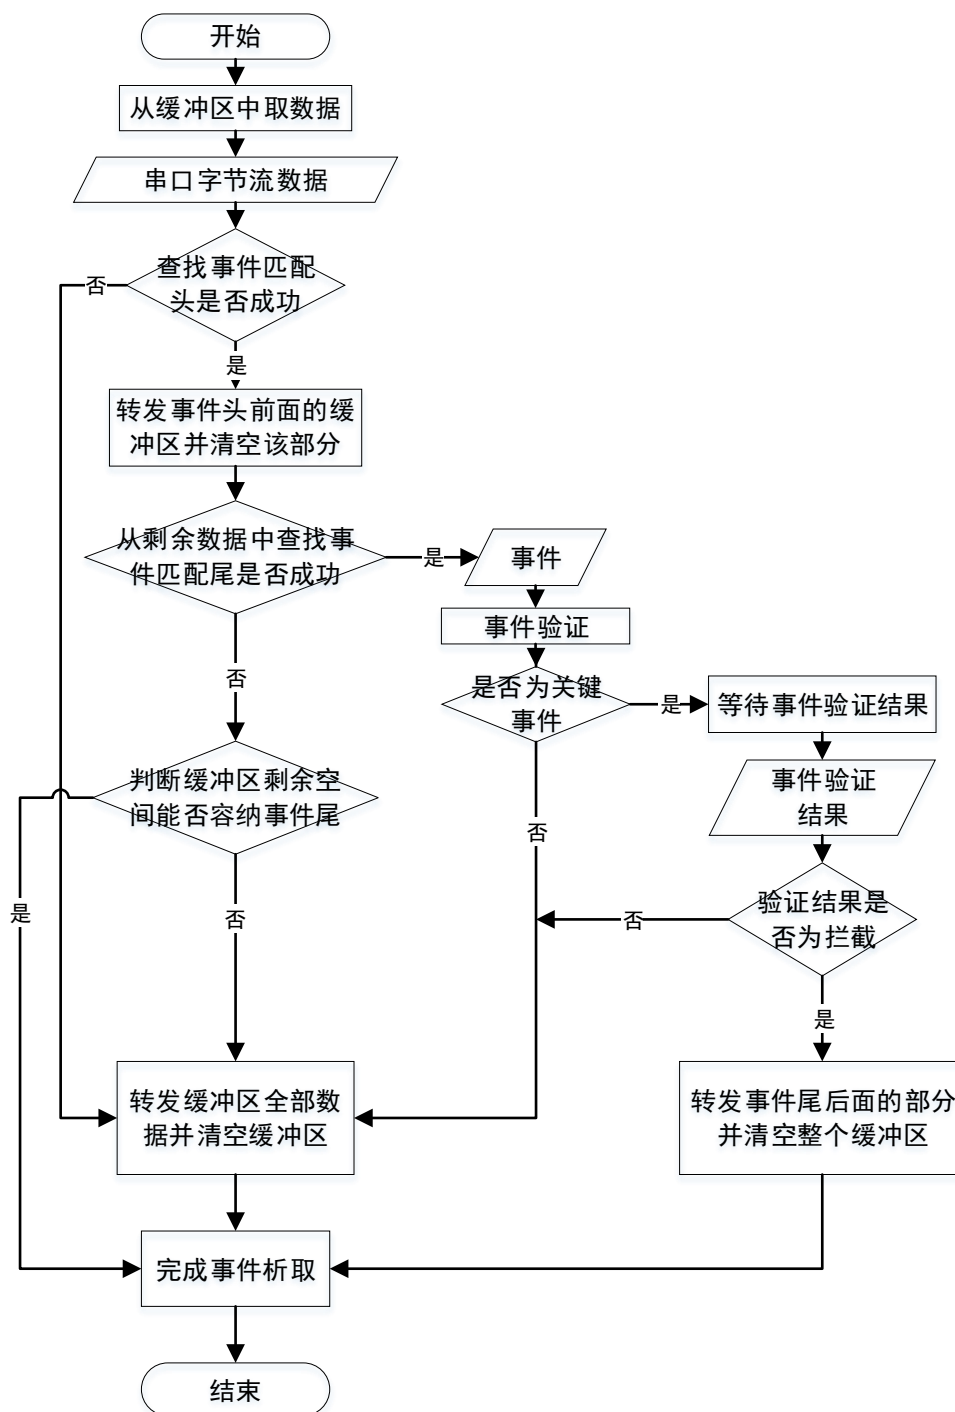 开始
从缓冲区中取数据
串口字节流数据
查找事件匹配
头是否成功
否
是
转发事件头前面的缓
冲区并清空该部分
从剩余数据中查找事
件匹配尾是否成功
是
事件
事件验证
否
是否为关键
事件
是
等待事件验证结果
判断缓冲区剩余空
间能否容纳事件尾
事件验证
结果
否
是
否
验证结果是
否为拦截
否
是
转发缓冲区全部数
据并清空缓冲区
转发事件尾后面的部分
并清空整个缓冲区
完成事件析取
结束